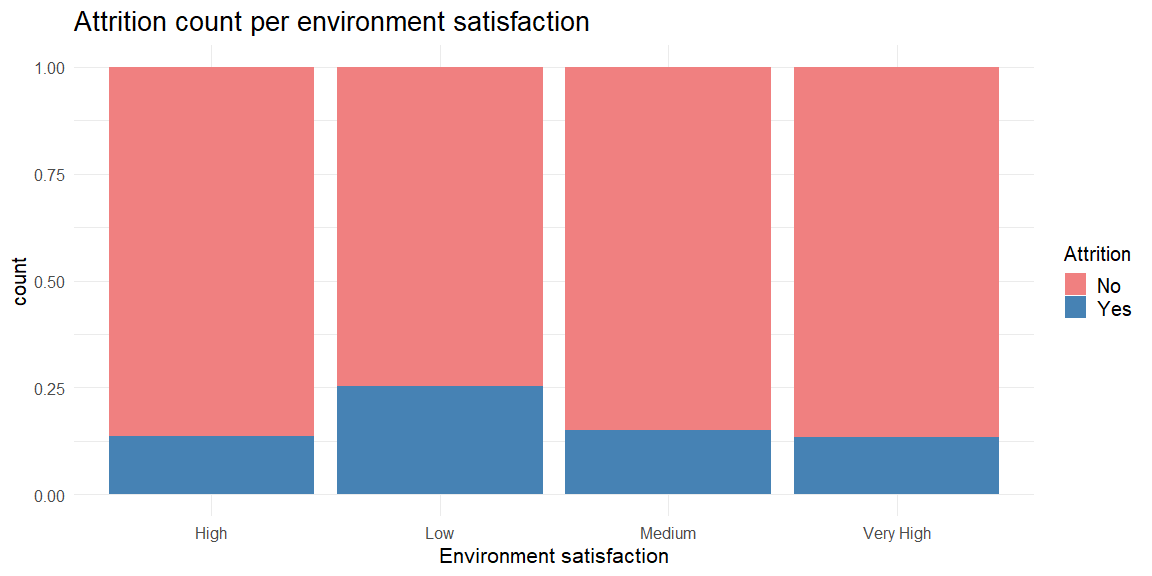 Attrition count per environment satisfaction
1.00
0.75
0.50
0.25
0.00
count
High Low Medium Very High
Environment satisfaction
Attrition
No
Yes